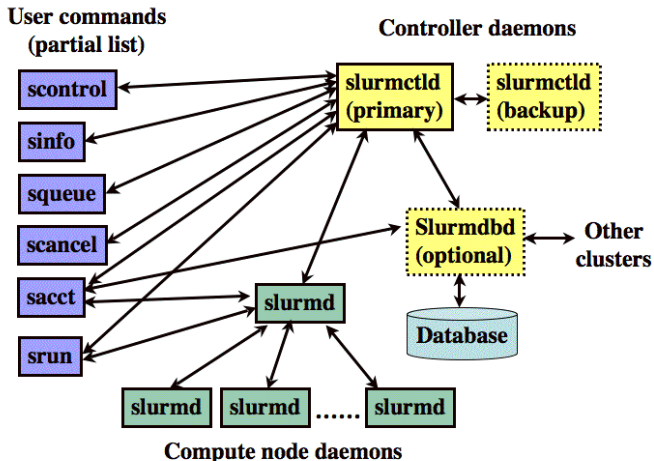 User commands
(partial list)
Controller daemons
scontrol
slurmctld
(primary)
slurmctld
(backup)
sinfo
squeue
scancel
Slurmdbd
(optional)
Other
clusters
sacct
slurmd
srun
Database
slurmd
slurmd
......
slurmd
Compute node daemons